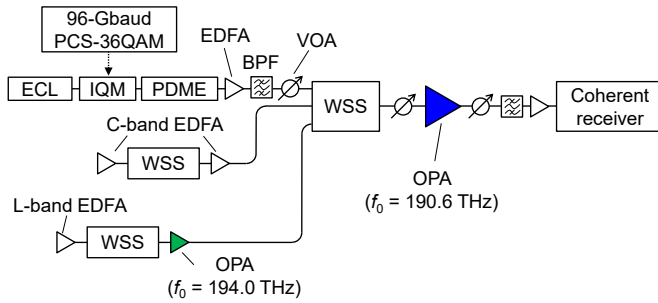 96-Gbaud
PCS-36QAM
EDFA
BPF
VOA
ECL
IQM
PDME
WSS
Coherent
receiver
C-band EDFA
WSS
OPA
(f0 = 190.6 THz)
L-band EDFA
WSS
OPA
(f0 = 194.0 THz)